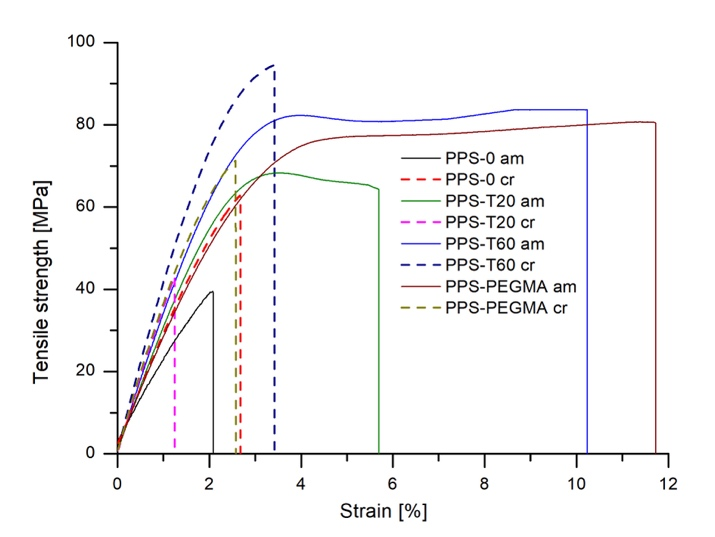 100
80
60
40
20
0
Tensile strength [MPa]
PPS-0 am
PPS-0 cr
PPS-T20 am
PPS-T20 cr
PPS-T60 am
PPS-T60 cr
PPS-PEGMA am
PPS-PEGMA cr
0 2 4 6 8 10 12
Strain [%]